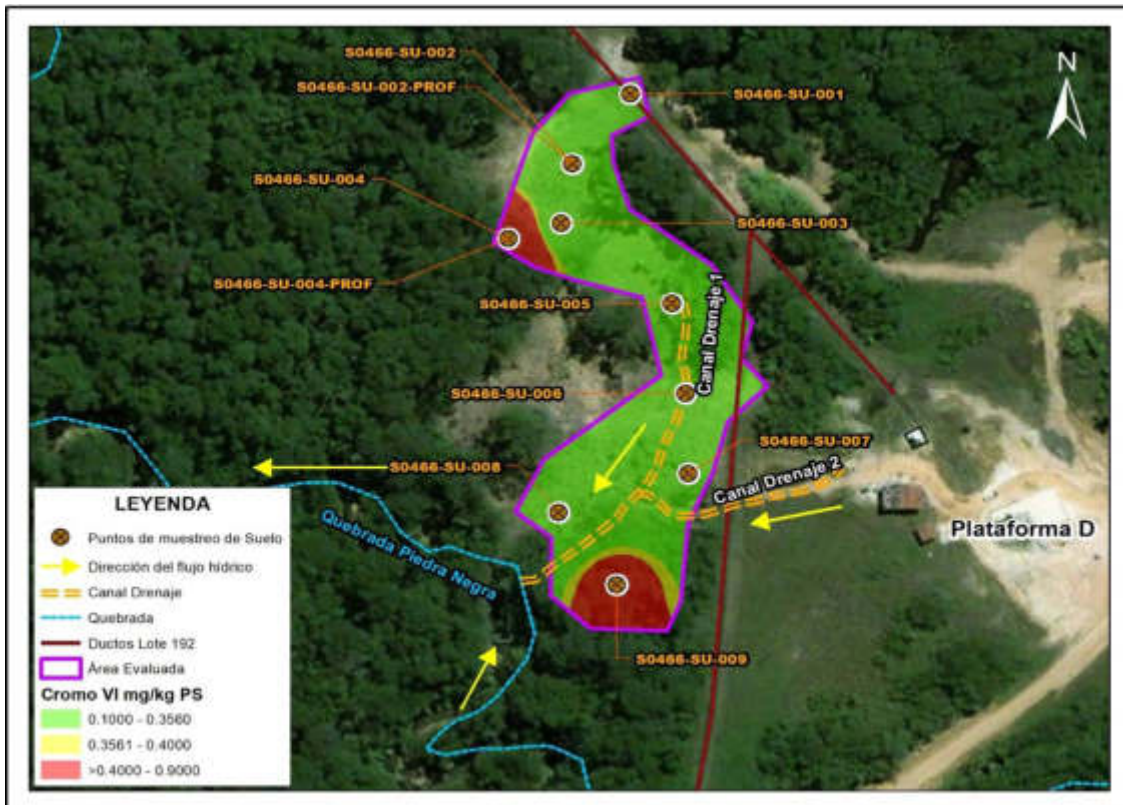 S0466-SU-002
N
S0466-SU-002-PROF
S0466-SU-001
S0466-SU-004
S0466-SU-003
S0466-SU-004-PROF
S0466-SU-005
Canal Drenaje 1
S0466-SU-006
S0466-SU-007
S0466-SU-008
Canal Drenaje 2
Plataforma D
Quebrada Piedra Negra
S0466-SU-009
LEYENDA
Puntos de muestreo de Suelo
Dirección del flujo hídrico
Canal Drenaje
Quebrada
Ductos Lote 192
Área Evaluada
Cromo VI mg/kg PS
0.1000 - 0.3560
0.3561 - 0.4000
>0.4000 - 0.9000